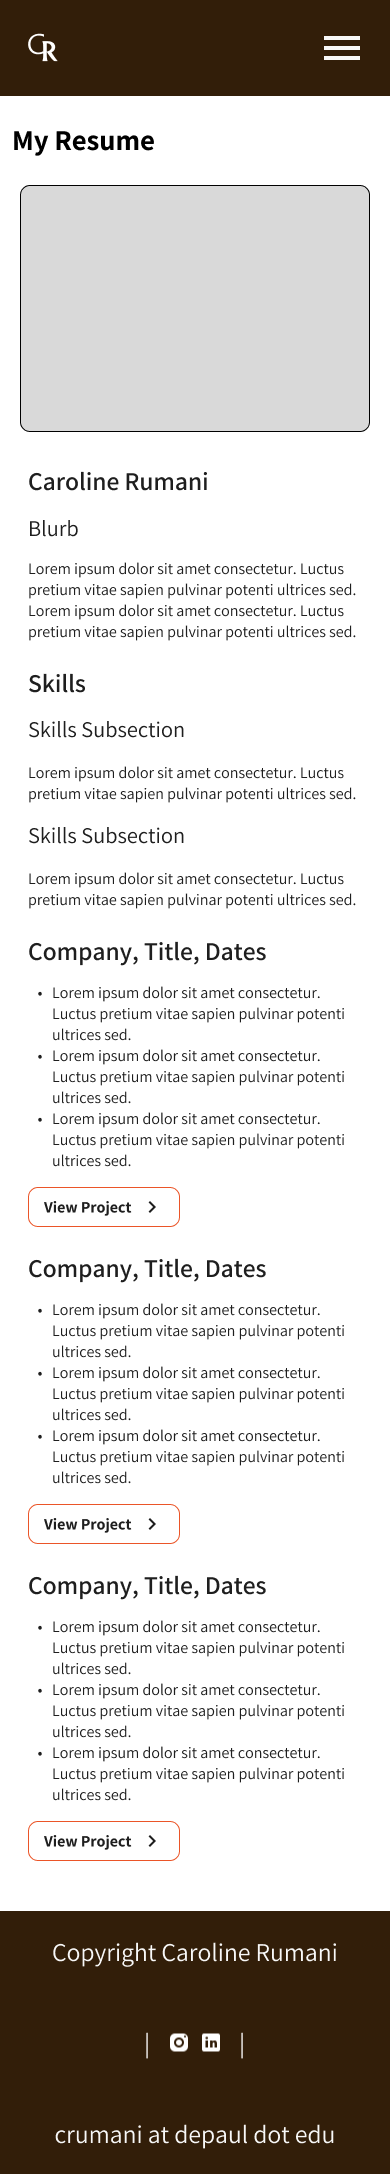 CR
My Resume
Caroline Rumani
Blurb
Lorem ipsum dolor sit amet consectetur. Luctus
pretium vitae sapien pulvinar potenti ultrices sed.
Lorem ipsum dolor sit amet consectetur. Luctus
pretium vitae sapien pulvinar potenti ultrices sed.
Skills
Skills Subsection
Lorem ipsum dolor sit amet consectetur. Luctus
pretium vitae sapien pulvinar potenti ultrices sed.
Skills Subsection
Lorem ipsum dolor sit amet consectetur. Luctus
pretium vitae sapien pulvinar potenti ultrices sed.
Company, Title, Dates
• Lorem ipsum dolor sit amet consectetur.
Luctus pretium vitae sapien pulvinar potenti
ultrices sed.
• Lorem ipsum dolor sit amet consectetur.
Luctus pretium vitae sapien pulvinar potenti
ultrices sed.
• Lorem ipsum dolor sit amet consectetur.
Luctus pretium vitae sapien pulvinar potenti
ultrices sed.
View Project
Company, Title, Dates
• Lorem ipsum dolor sit amet consectetur.
Luctus pretium vitae sapien pulvinar potenti
ultrices sed.
• Lorem ipsum dolor sit amet consectetur.
Luctus pretium vitae sapien pulvinar potenti
ultrices sed.
• Lorem ipsum dolor sit amet consectetur.
Luctus pretium vitae sapien pulvinar potenti
ultrices sed.
View Project
Company, Title, Dates
• Lorem ipsum dolor sit amet consectetur.
Luctus pretium vitae sapien pulvinar potenti
ultrices sed.
• Lorem ipsum dolor sit amet consectetur.
Luctus pretium vitae sapien pulvinar potenti
ultrices sed.
• Lorem ipsum dolor sit amet consectetur.
Luctus pretium vitae sapien pulvinar potenti
ultrices sed.
View Project
Copyright Caroline Rumani
in
crumani at depaul dot edu